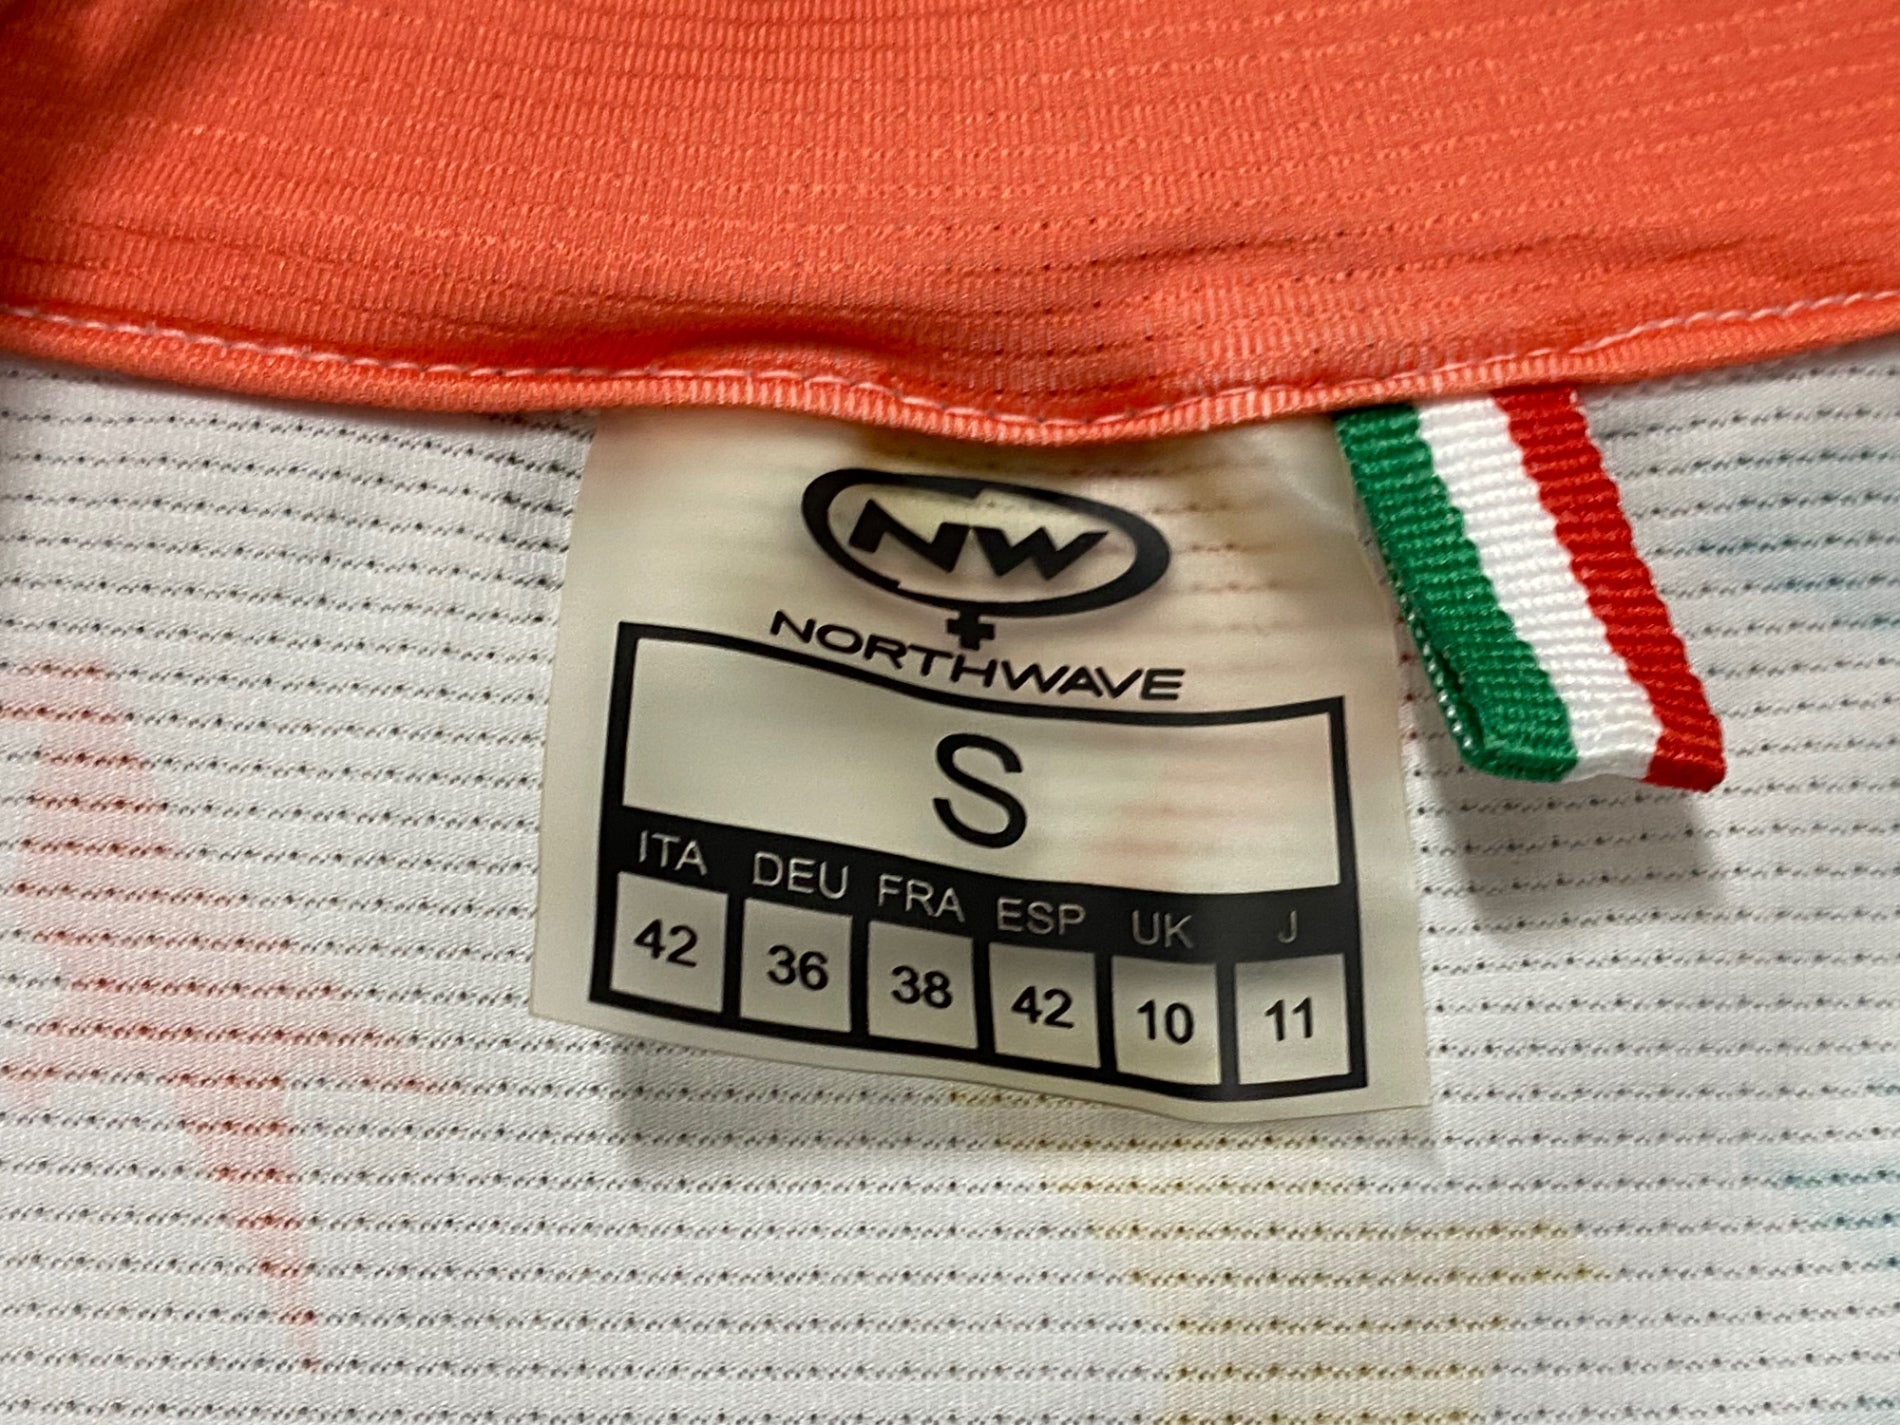 NW
NORTHWAVE
S
ITA DEU FRA ESP UK J
42 36 38 42 10 11